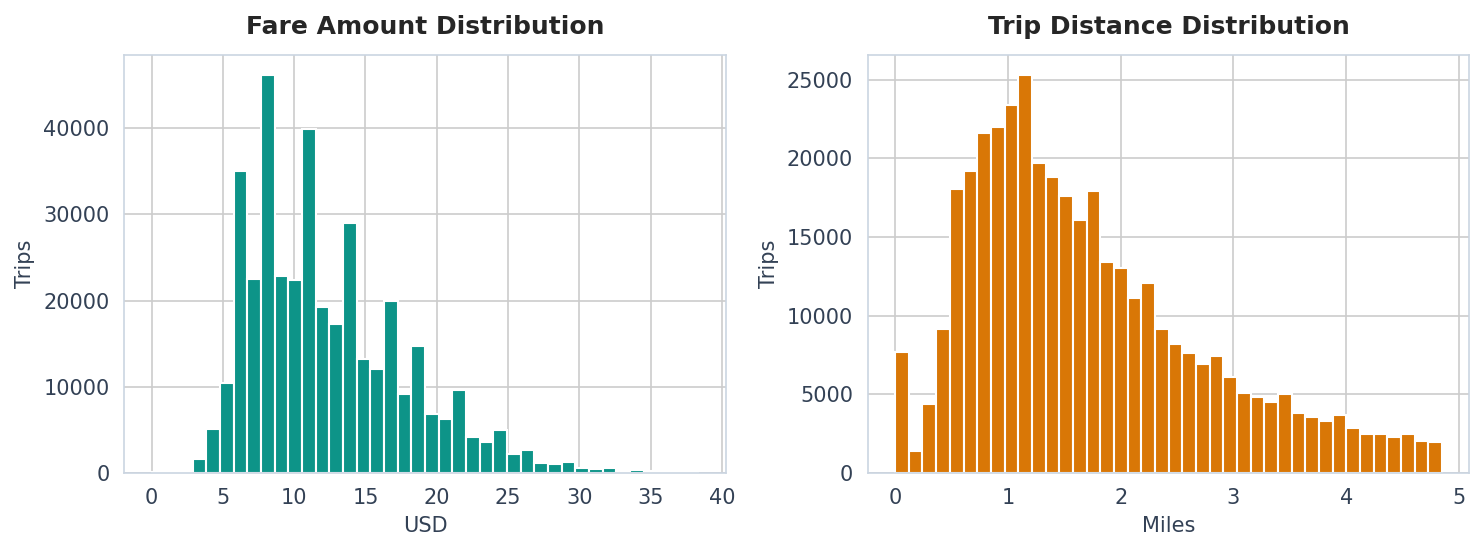 Fare Amount Distribution
Trips
40000
30000
20000
10000
0
0 5 10 15 20 25 30 35 40
USD
Trip Distance Distribution
Trips
25000
20000
15000
10000
5000
0
0 1 2 3 4 5
Miles